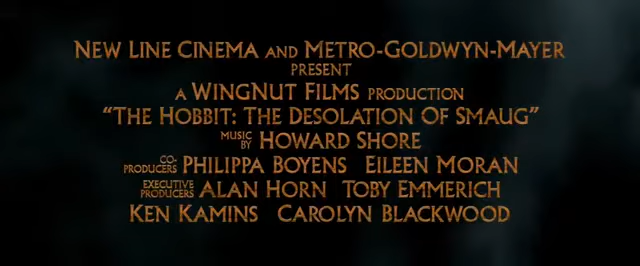 NEW LINE CINEMA AND METRO-GOLDWYN-MAYER
PRESENT
A WINGNUT FILMS PRODUCTION
“THE HOBBIT: THE DESOLATION OF SMAUG”
MUSIC BY HOWARD SHORE
CO-PRODUCERS PHILIPPA BOYENS EILEEN MORAN
EXECUTIVE PRODUCERS ALAN HORN TOBY EMMERICH
KEN KAMINS CAROLYN BLACKWOOD